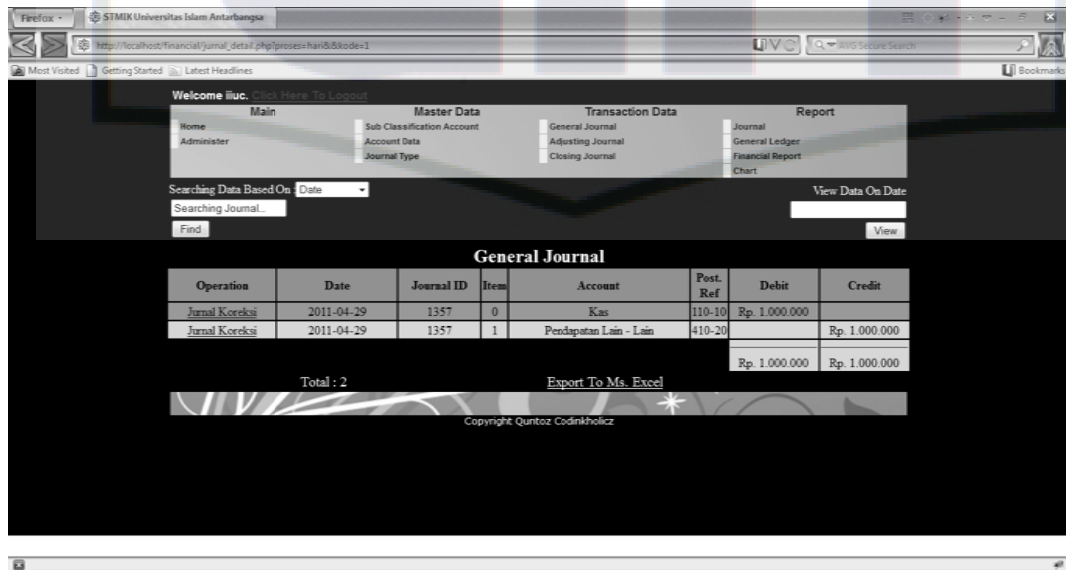 Firefox
STMIK Universitas Islam Antarbangsa
http://localhost/financial/jurnal_detail.php?proses=hari&i&kode=1
AVG Secure Search
Most Visited Getting Started Latest Headlines Bookmarks
Welcome iiuc. Click Here To Logout
Main Master Data Transaction Data Report
Home Sub Classification Account General Journal Journal
Administer Account Data Adjusting Journal General Ledger
Journal Type Closing Journal Financial Report
Chart
Searching Data Based On : Date View Data On Date
Searching Journal..
Find View
General Journal
Operation Date Journal ID Item Account Post. Ref Debit Credit
Jurnal Koreksi 2011-04-29 1357 0 Kas 110-10 Rp. 1.000.000
Jurnal Koreksi 2011-04-29 1357 1 Pendapatan Lain - Lain 410-20 Rp. 1.000.000
Rp. 1.000.000 Rp. 1.000.000
Total : 2 Export To Ms. Excel
Copyright Quntoz Codinkholicz